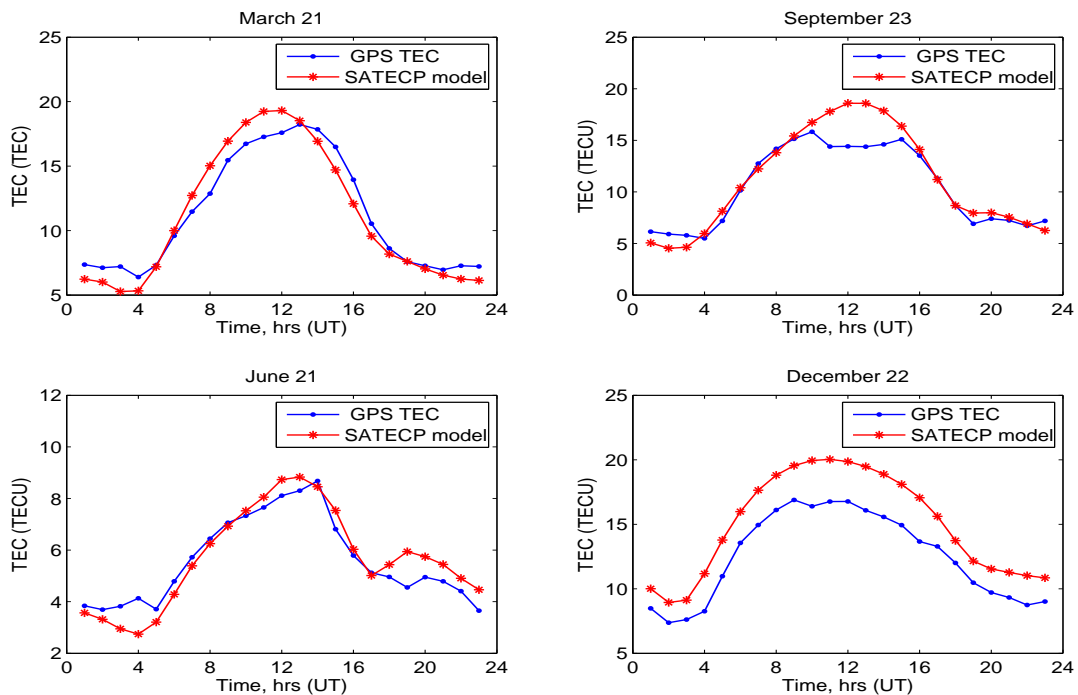 March 21
25
20
15
10
5
TEC (TEC)
0 4 8 12 16 20 24
Time, hrs (UT)
GPS TEC
SATECP model
September 23
25
20
15
10
5
0
TEC (TECU)
0 4 8 12 16 20 24
Time, hrs (UT)
GPS TEC
SATECP model
June 21
12
10
8
6
4
2
TEC (TECU)
0 4 8 12 16 20 24
Time, hrs (UT)
GPS TEC
SATECP model
December 22
25
20
15
10
5
TEC (TECU)
0 4 8 12 16 20 24
Time, hrs (UT)
GPS TEC
SATECP model